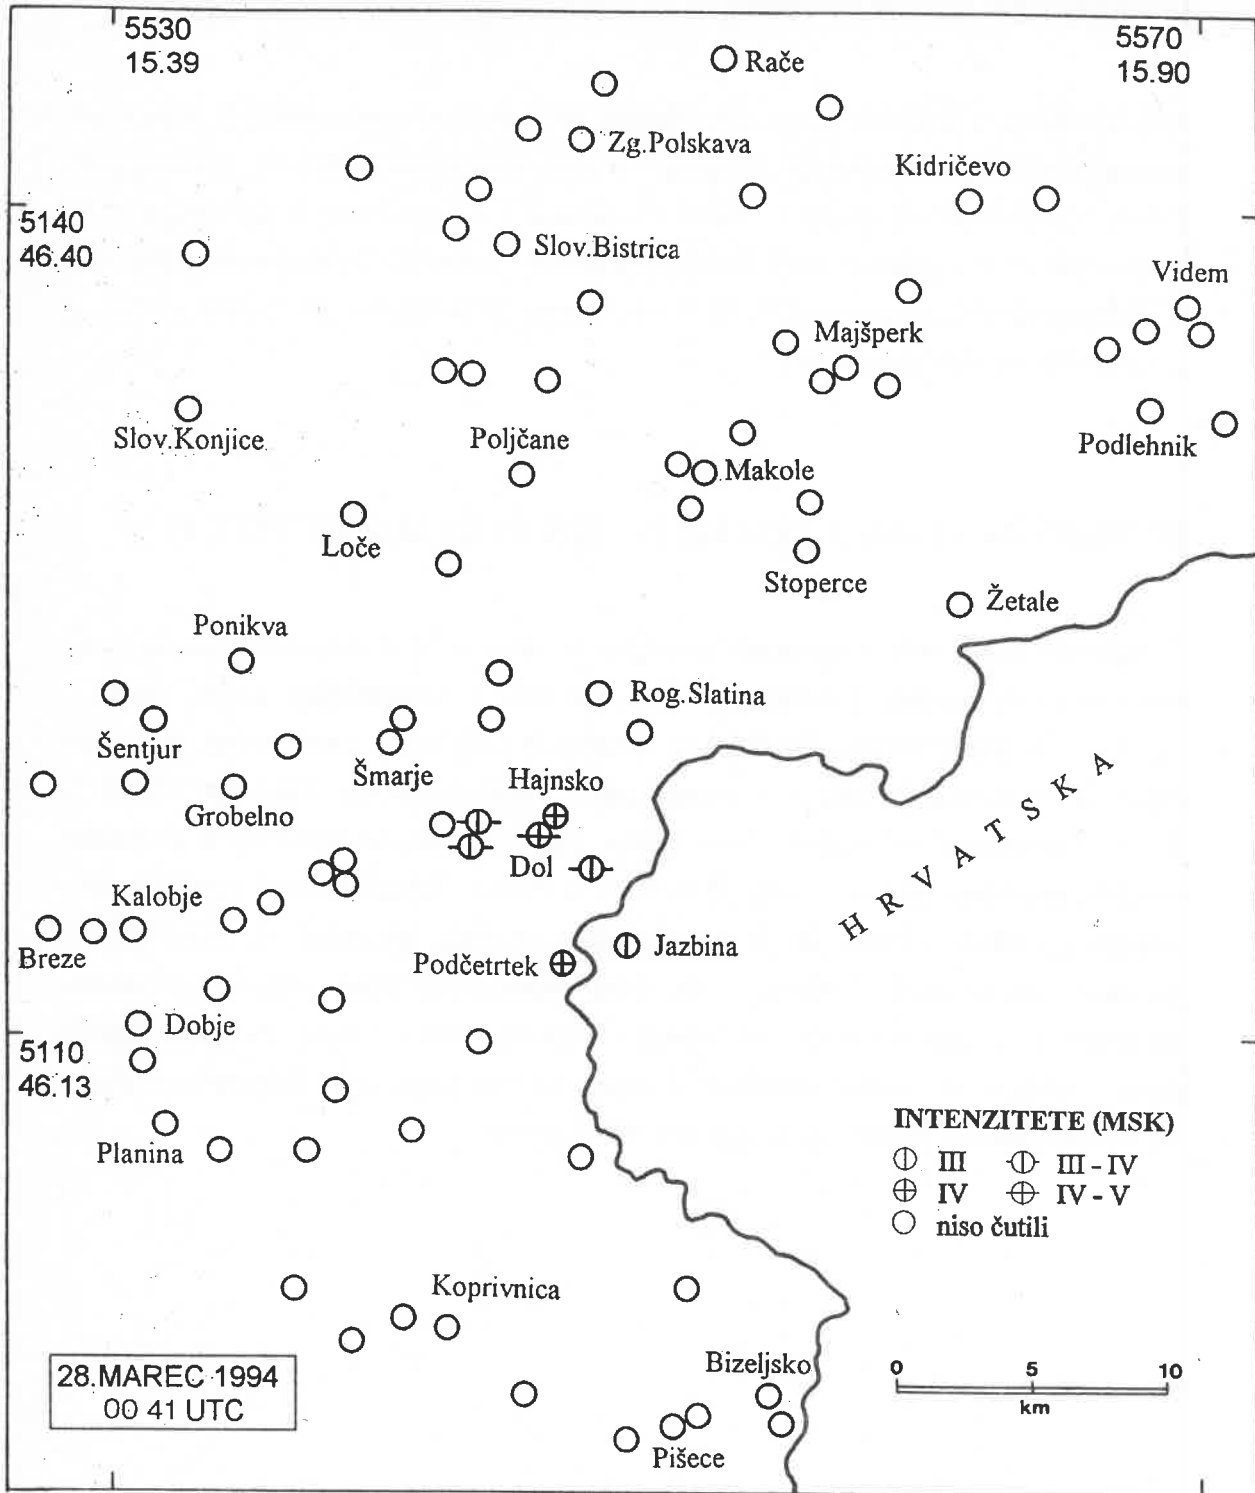 5530
15.39
5570
15.90
Rače
Zg.Polskava
Kidričevo
5140
46.40
Slov.Bistrica
Videm
Majšperk
Slov.Konjice
Poljčane
Podlehnik
Makole
Loče
Stoperce
Žetale
Ponikva
Rog.Slatina
Šentjur
Šmarje
Hajnsko
Grobelno
Dol
HRVATSKA
Kalobje
Breze
Podčetrtek
Jazbina
Dobje
5110
46.13
Planina
INTENZITETE (MSK)
III III - IV
IV IV - V
niso čutili
Koprivnica
28.MAREC 1994
00 41 UTC
Bizeljsko
0 5 10
km
Pišece